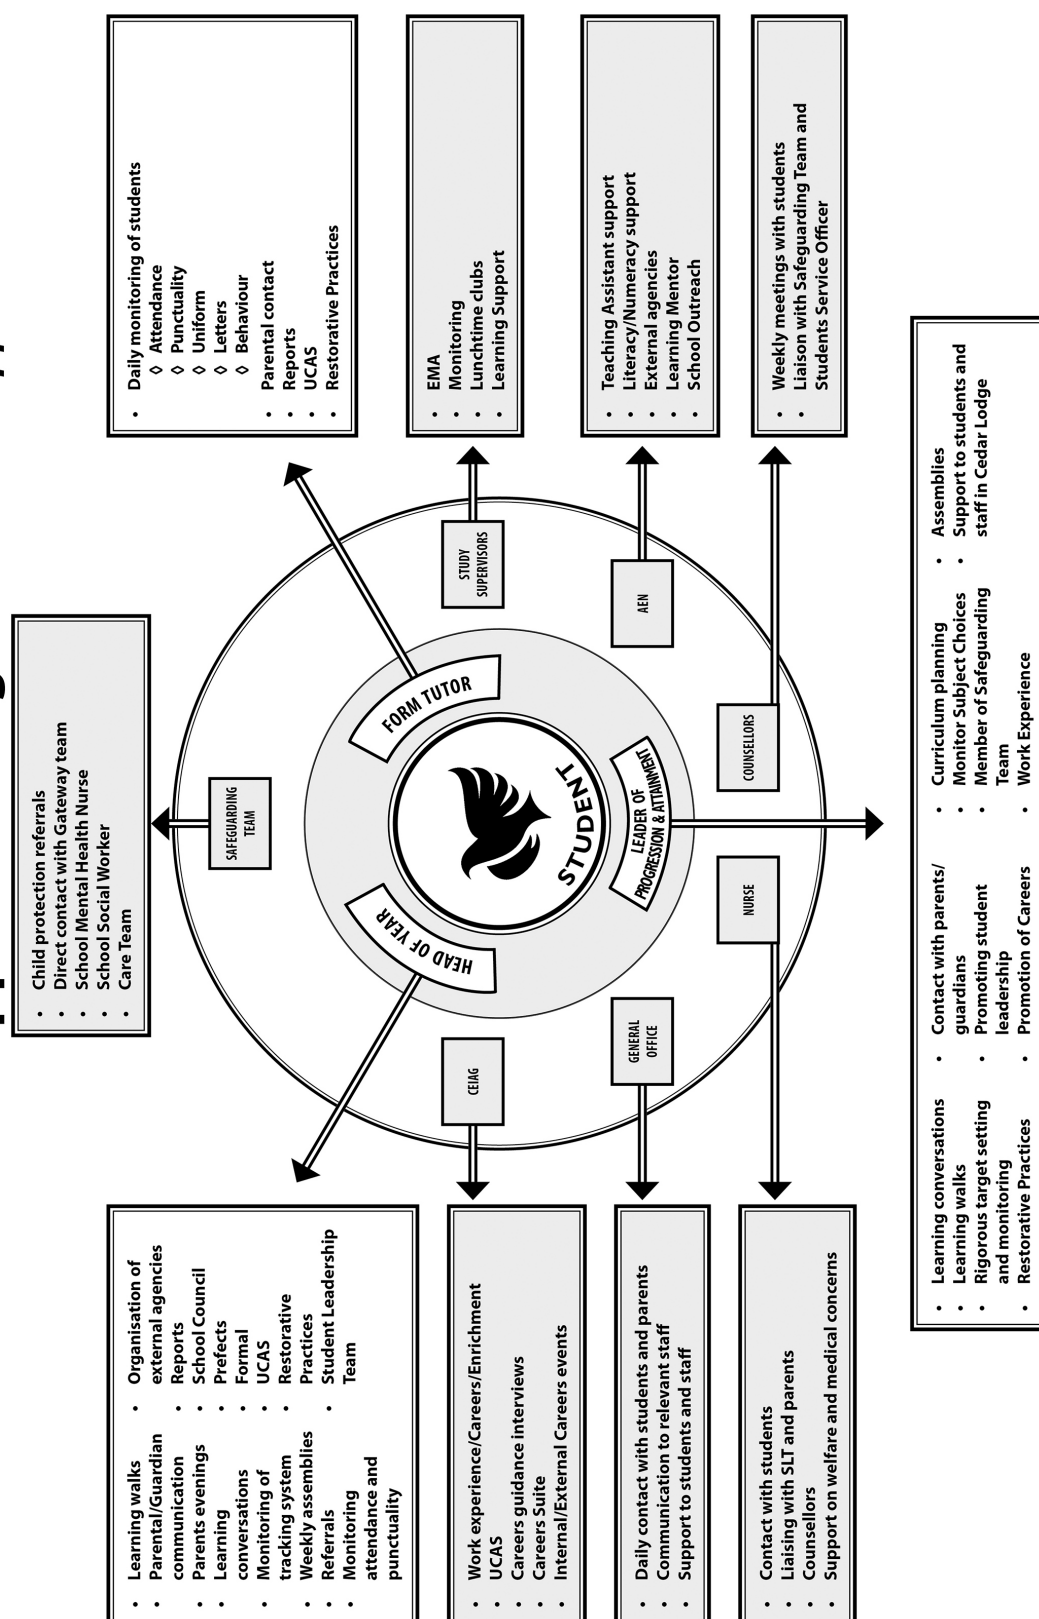 • Child protection referrals
• Direct contact with Gateway team
• School Mental Health Nurse
• School Social Worker
• Care Team
• Learning walks
• Parental/Guardian
communication
• Parents evenings
• Learning
conversations
• Monitoring of
tracking system
• Weekly assemblies
• Referrals
• Monitoring
attendance and
punctuality
• Organisation of
external agencies
• Reports
• School Council
• Prefects
• Formal
• UCAS
• Restorative
Practices
• Student Leadership
Team
• Work experience/Careers/Enrichment
• UCAS
• Careers guidance interviews
• Careers Suite
• Internal/External Careers events
• Daily contact with students and parents
• Communication to relevant staff
• Support to students and staff
• Contact with students
• Liaising with SLT and parents
• Counsellors
• Support on welfare and medical concerns
SAFEGUARDING
TEAM
HEAD OF YEAR
FORM TUTOR
STUDENT
LEADER OF
PROGRESSION & ATTAINMENT
CEIAG
GENERAL
OFFICE
NURSE
COUNSELLORS
AEN
STUDY
SUPERVISORS
• Daily monitoring of students
◊ Attendance
◊ Punctuality
◊ Uniform
◊ Letters
◊ Behaviour
• Parental contact
• Reports
• UCAS
• Restorative Practices
• EMA
• Monitoring
• Lunchtime clubs
• Learning Support
• Teaching Assistant support
• Literacy/Numeracy support
• External agencies
• Learning Mentor
• School Outreach
• Weekly meetings with students
• Liaison with Safeguarding Team and
Students Service Officer
• Learning conversations
• Learning walks
• Rigorous target setting
and monitoring
• Restorative Practices
• Contact with parents/
guardians
• Promoting student
leadership
• Promotion of Careers
• Curriculum planning
• Monitor Subject Choices
• Member of Safeguarding
Team
• Work Experience
• Assemblies
• Support to students and
staff in Cedar Lodge